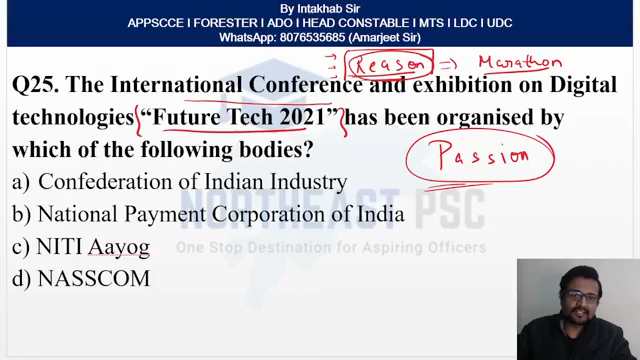 By Intakhab Sir
APPSCCE I FORESTER I ADO I HEAD CONSTABLE I MTS I LDC I UDC
WhatsApp: 8076535685 (Amarjeet Sir)
Reason ⇒ Marathon
Q25. The International Conference and exhibition on Digital
technologies “Future Tech 2021” has been organised by
which of the following bodies?
Passion
a) Confederation of Indian Industry
b) National Payment Corporation of India
c) NITI Aayog
d) NASSCOM
NORTHEAST PSC
One Stop Destination for Aspiring Officers